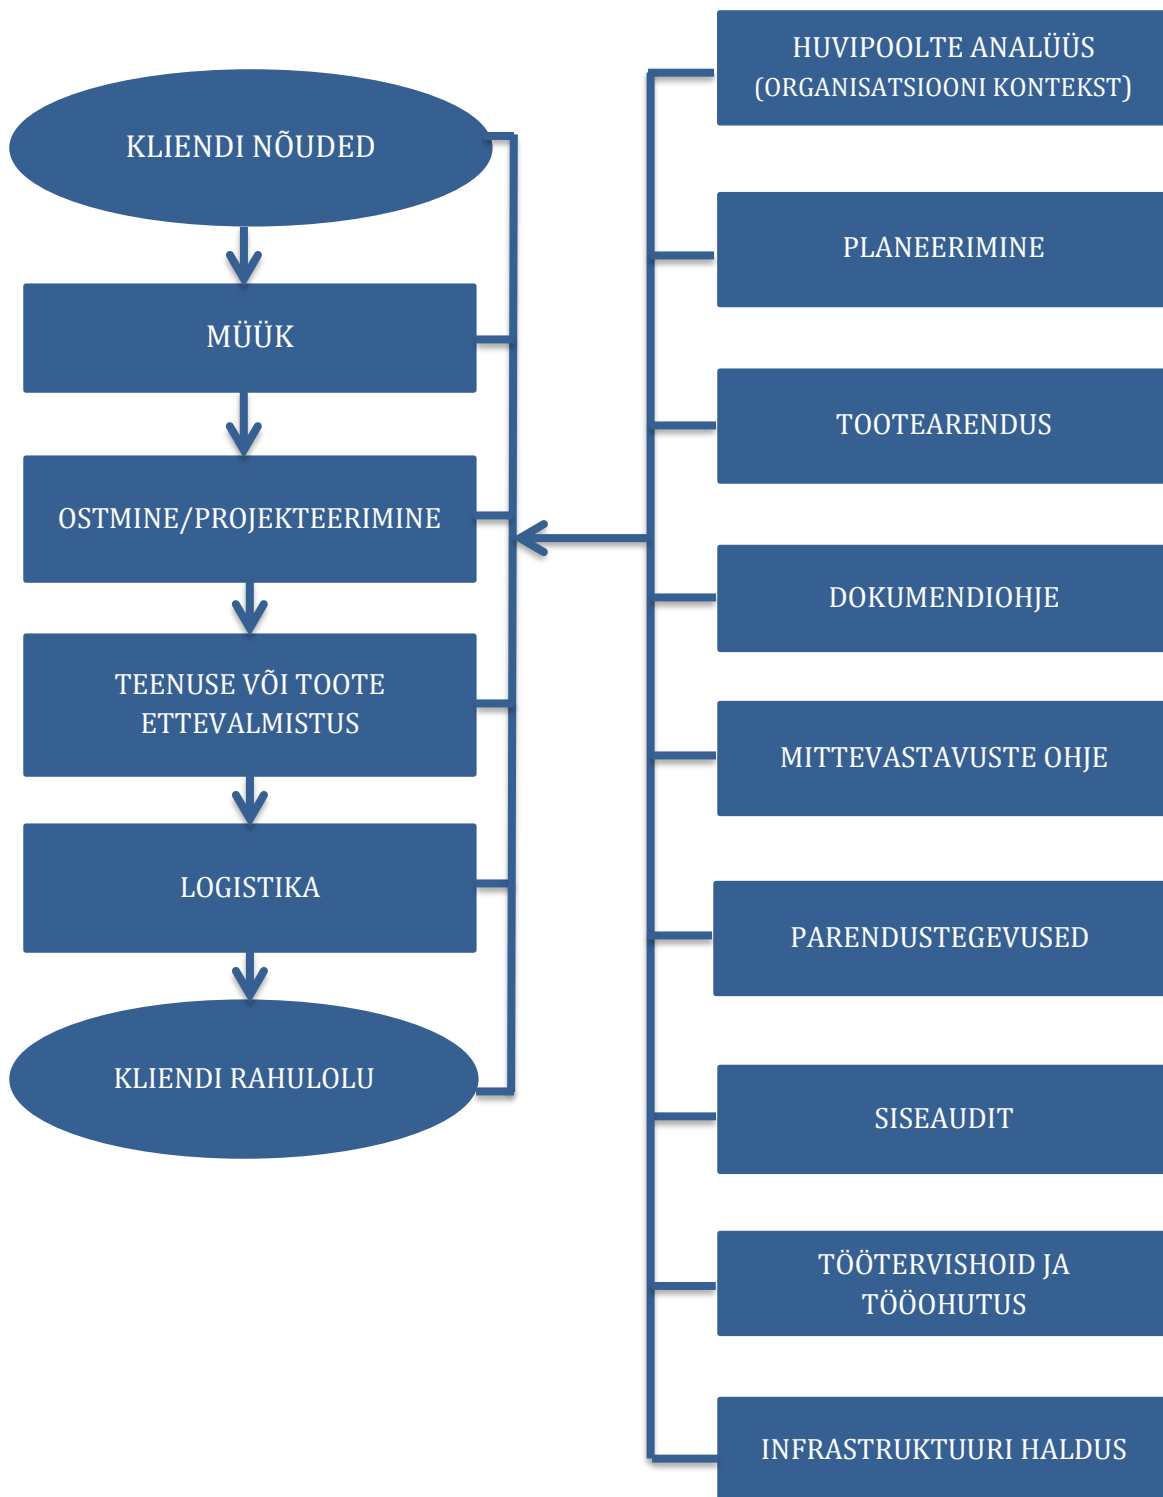 KLIENDI NÕUDED
MÜÜK
OSTMINE/PROJEKTEERIMINE
TEENUSE VÕI TOOTE
ETTEVALMISTUS
LOGISTIKA
KLIENDI RAHULOLU
HUVIPOOLTE ANALÜÜS
(ORGANISATSIOONI KONTEKST)
PLANEERIMINE
TOOTEARENDUS
DOKUMENDIOHJE
MITTEVASTAVUSTE OHJE
PARENDUSTEGEVUSED
SISEAUDIT
TÖÖTERVISHOID JA
TÖÖOHUTUS
INFRASTRUKTUURI HALDUS